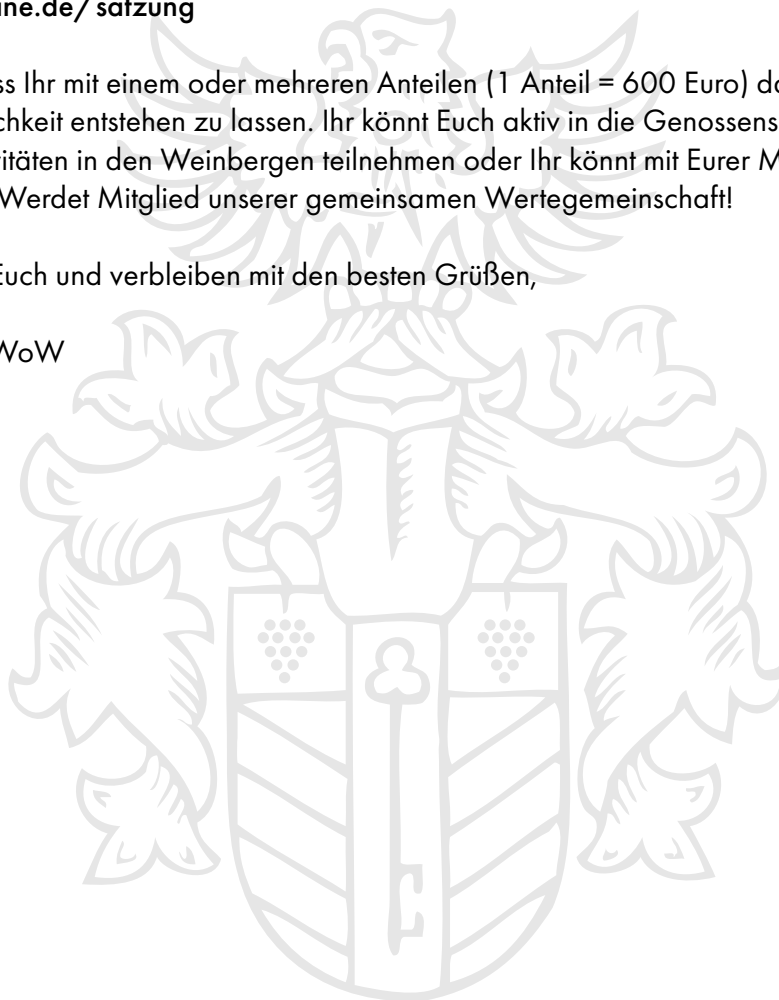 ne.de/satzung
ss Ihr mit einem oder mehreren Anteilen (1 Anteil = 600 Euro) da
chkeit entstehen zu lassen. Ihr könnt Euch aktiv in die Genossens
itäten in den Weinbergen teilnehmen oder Ihr könnt mit Eurer M
Werdet Mitglied unserer gemeinsamen Wertegemeinschaft!
Euch und verbleiben mit den besten Grüßen,
WoW